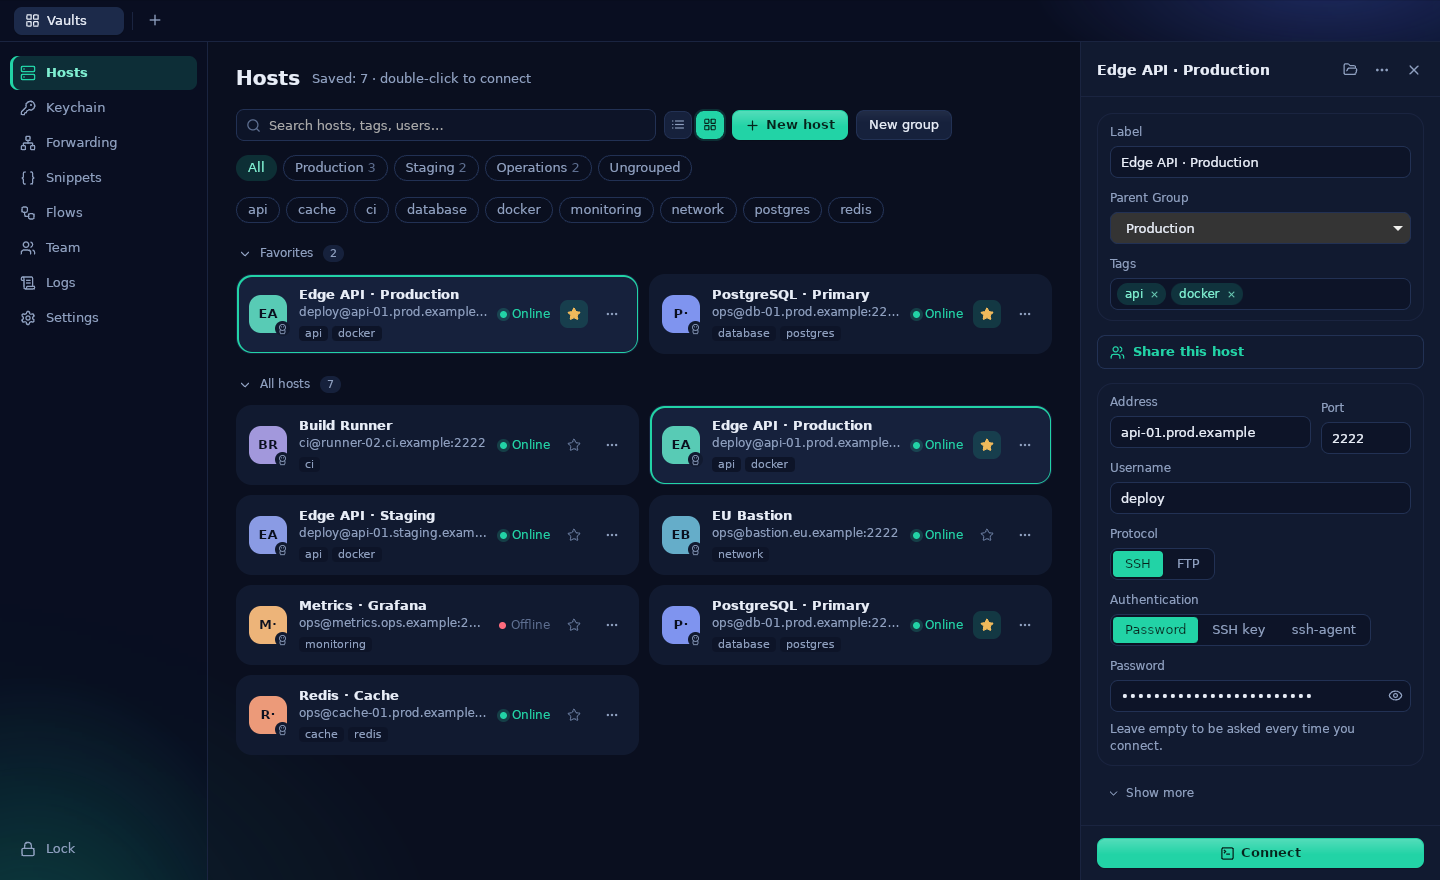 Vaults
Hosts
Keychain
Forwarding
Snippets
Flows
Team
Logs
Settings
Lock
Hosts Saved: 7 · double-click to connect
Search hosts, tags, users...
New host
New group
All Production 3 Staging 2 Operations 2 Ungrouped
api cache ci database docker monitoring network postgres redis
Favorites 2
EA
Edge API · Production
deploy@api-01.prod.example...
Online
api docker
P·
PostgreSQL · Primary
ops@db-01.prod.example:22...
Online
database postgres
All hosts 7
BR
Build Runner
ci@runner-02.ci.example:2222
Online
ci
EA
Edge API · Production
deploy@api-01.prod.example...
Online
api docker
EA
Edge API · Staging
deploy@api-01.staging.exam...
Online
api docker
EB
EU Bastion
ops@bastion.eu.example:2222
Online
network
M·
Metrics · Grafana
ops@metrics.ops.example:2...
Offline
monitoring
P·
PostgreSQL · Primary
ops@db-01.prod.example:22...
Online
database postgres
R·
Redis · Cache
ops@cache-01.prod.example...
Online
cache redis
Edge API · Production
Label
Edge API · Production
Parent Group
Production
Tags
api × docker ×
Share this host
Address
api-01.prod.example
Port
2222
Username
deploy
Protocol
SSH FTP
Authentication
Password SSH key ssh-agent
Password
••••••••••••••••••••••••
Leave empty to be asked every time you
connect.
Show more
Connect